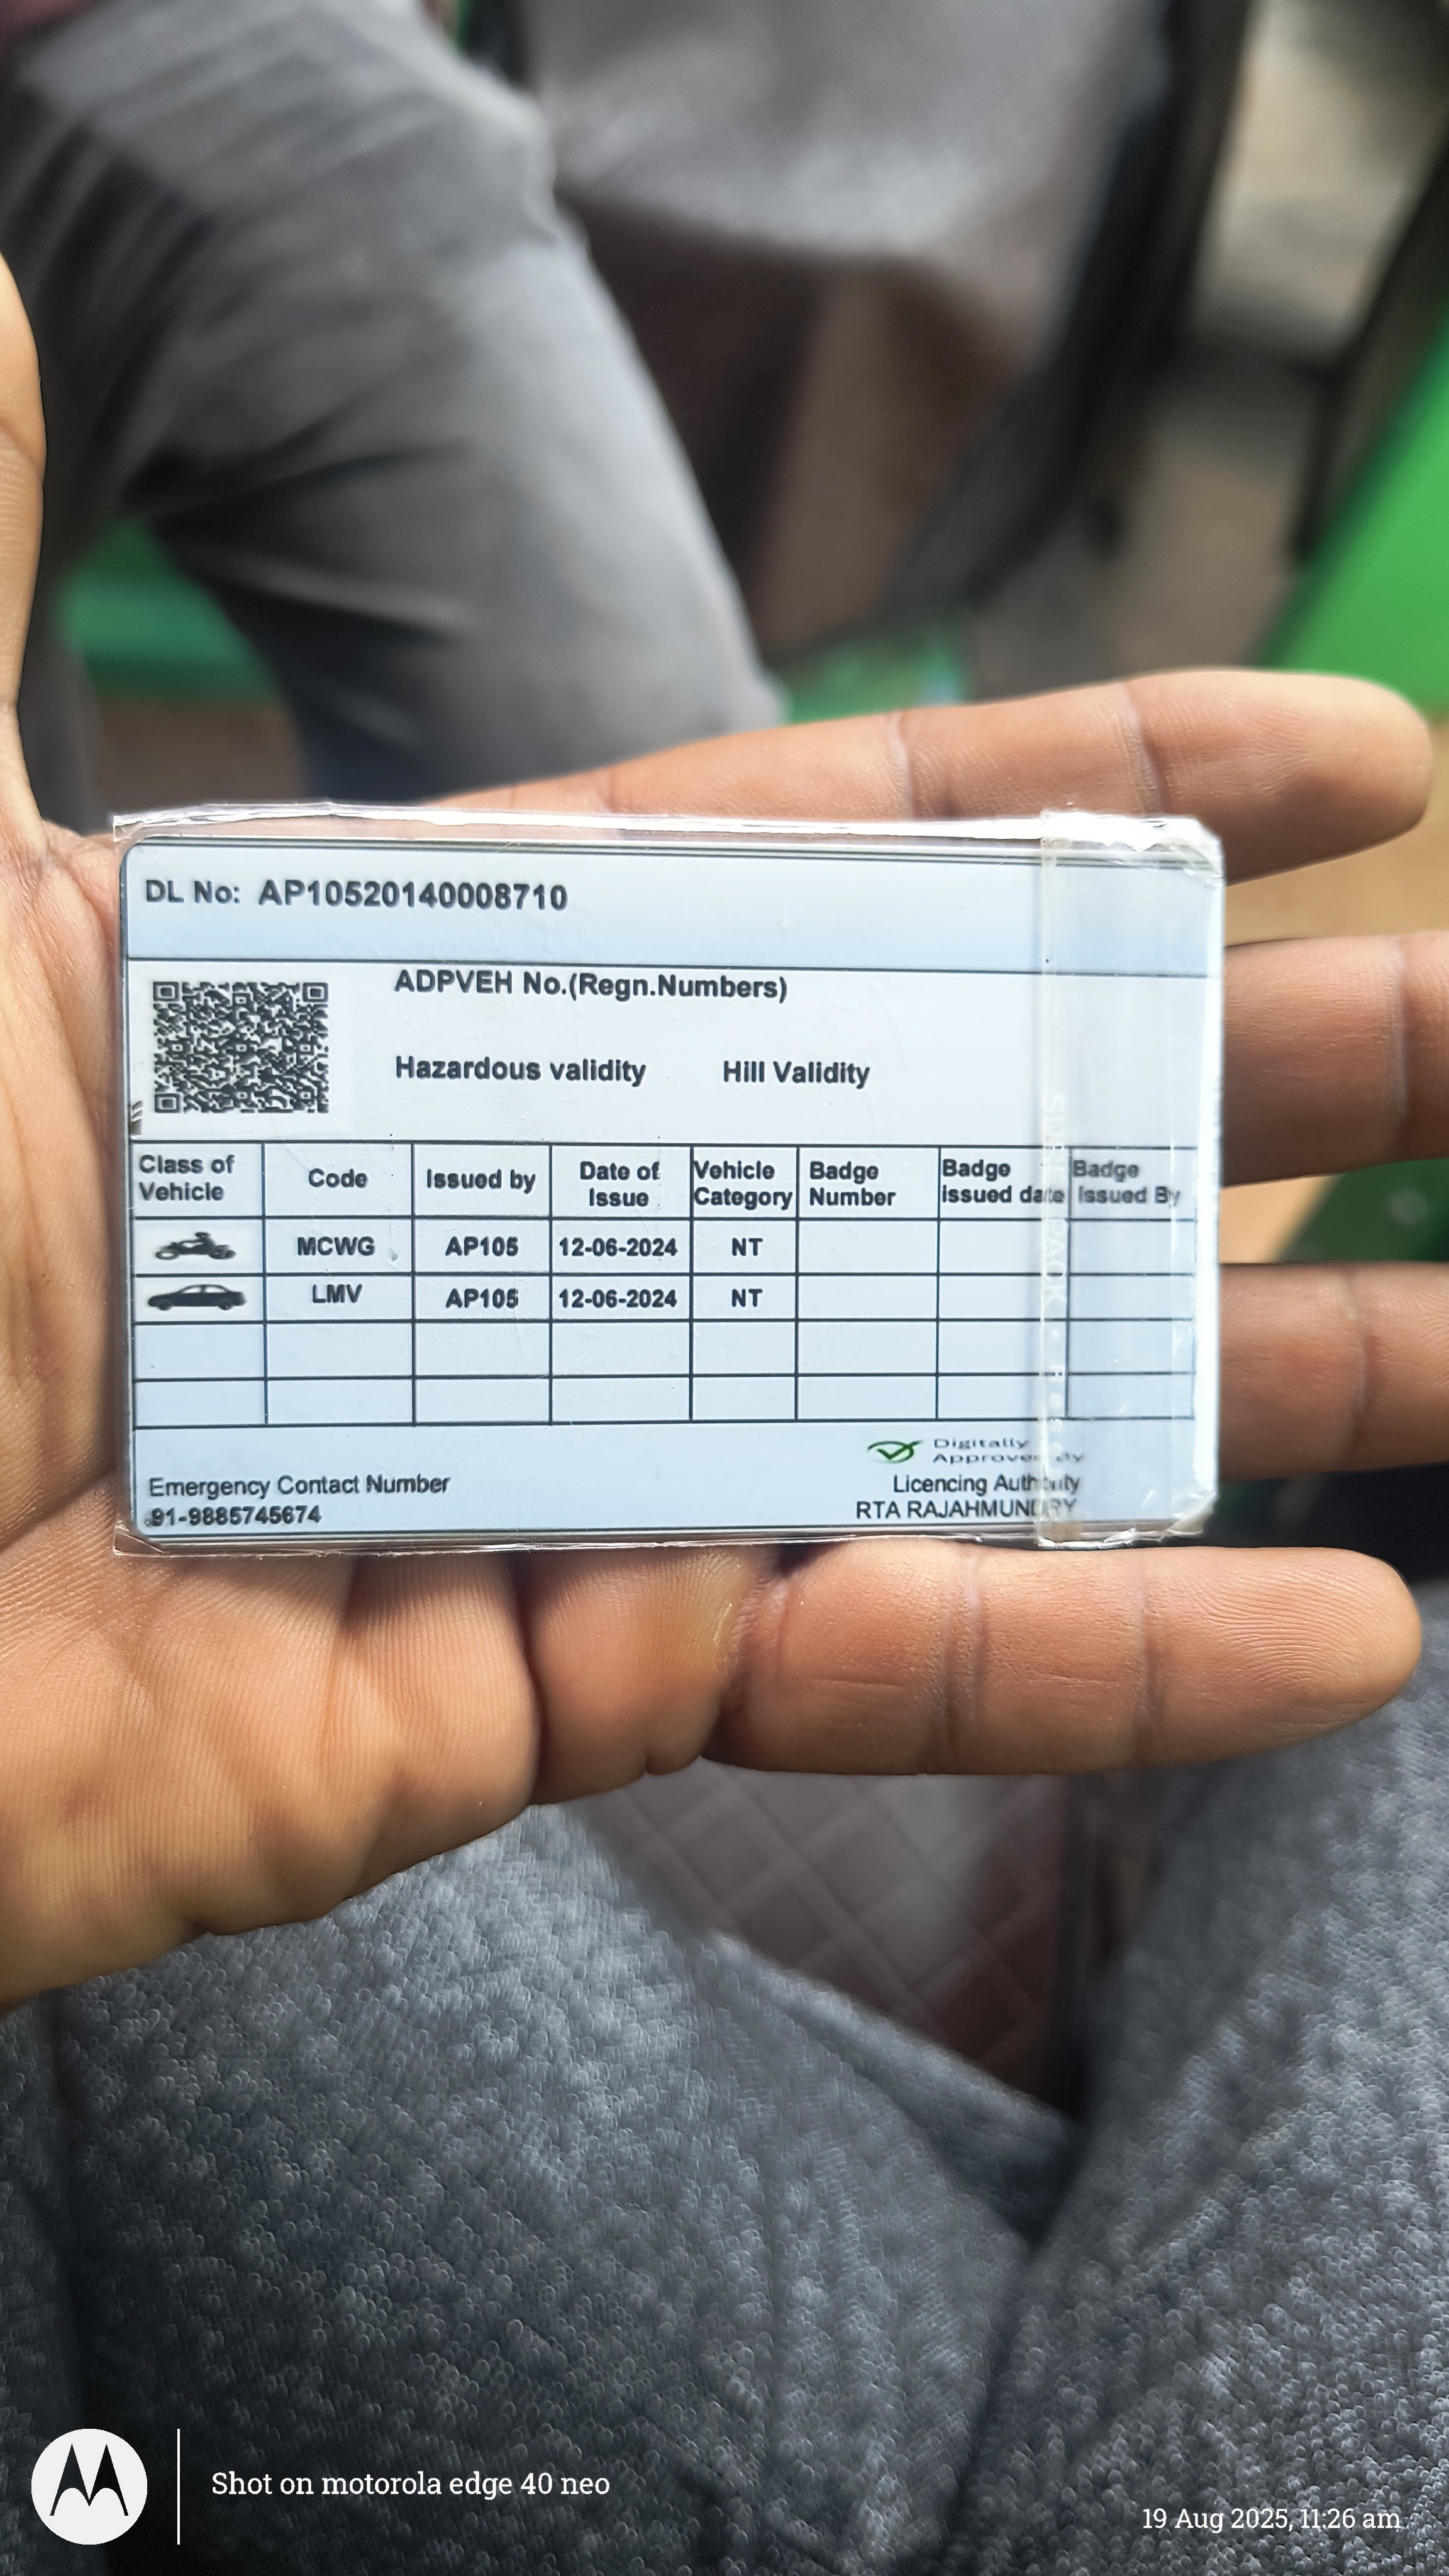 DL No: AP10520140008710
ADPVEH No.(Regn.Numbers)
Hazardous validity Hill Validity
Class of Vehicle Code Issued by Date of Issue Vehicle Category Badge Number Badge issued date Badge Issued By
MCWG AP105 12-06-2024 NT
LMV AP105 12-06-2024 NT
Digitally
Approved By
Emergency Contact Number Licencing Authority
91-9885745674 RTA RAJAHMUNDRY
Shot on motorola edge 40 neo
19 Aug 2025, 11:26 am